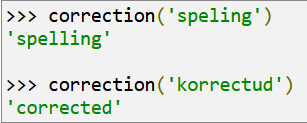 >>> correction('speling')
'spelling'
>>> correction('korrectud')
'corrected'